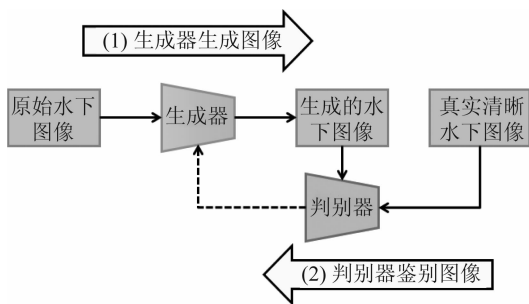 (1) 生成器生成图像
原始水下
图像
生成器
生成的水
下图像
真实清晰
水下图像
判别器
(2) 判别器鉴别图像